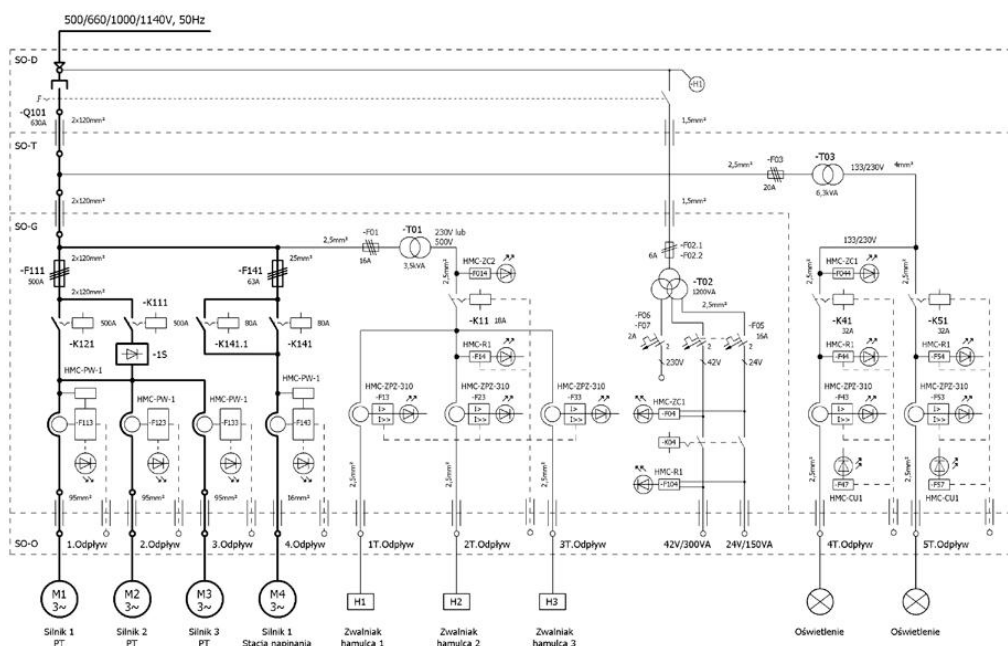 500/660/1000/1140V, 50Hz
SO-D
-H1
-Q101
630A
2x120mm²
1,5mm²
SO-T
2,5mm²
-F03
20A
-T03
6,3kVA
133/230V
4mm²
2x120mm²
1,5mm²
SO-G
2x120mm²
-F111
500A
2x120mm²
25mm²
-F141
63A
2,5mm²
-F01
16A
-T01
3,5kVA
230V lub
500V
2,5mm²
HMC-ZC2
-F014
6A
-F02.1
-F02.2
-T02
1200VA
2,5mm²
133/230V
HMC-ZC1
-F044
-K111
500A
500A
80A
80A
-K121
-K141.1
-K141
-K11 18A
-F06
-F07
2A
2
2
2
-F05
16A
-K41
32A
-K51
32A
-1S
HMC-R1
-F14
230V
42V
24V
HMC-R1
-F44
HMC-R1
-F54
HMC-PW-1
HMC-PW-1
HMC-PW-1
HMC-PW-1
HMC-ZPZ-310
HMC-ZPZ-310
HMC-ZPZ-310
HMC-ZPZ-310
HMC-ZPZ-310
-F113
-F123
-F133
-F143
I> -F13
I>>
I> -F23
I>>
I> -F33
I>>
HMC-ZC1
-F04
I> -F43
I>>
I> -F53
I>>
-K04
HMC-R1
-F104
2,5mm²
2,5mm²
2,5mm²
2,5mm²
2,5mm²
-F47
-F57
HMC-CU1
HMC-CU1
95mm²
95mm²
95mm²
16mm²
SO-O
1.Odpływ
2.Odpływ
3.Odpływ
4.Odpływ
1T.Odpływ
2T.Odpływ
3T.Odpływ
42V/300VA
24V/150VA
4T.Odpływ
5T.Odpływ
M1
3~
M2
3~
M3
3~
M4
3~
H1
H2
H3
Silnik 1
PT
Silnik 2
PT
Silnik 3
PT
Silnik 1
Stacja napinania
Zwalniak
hamulca 1
Zwalniak
hamulca 2
Zwalniak
hamulca 3
Oświetlenie
Oświetlenie